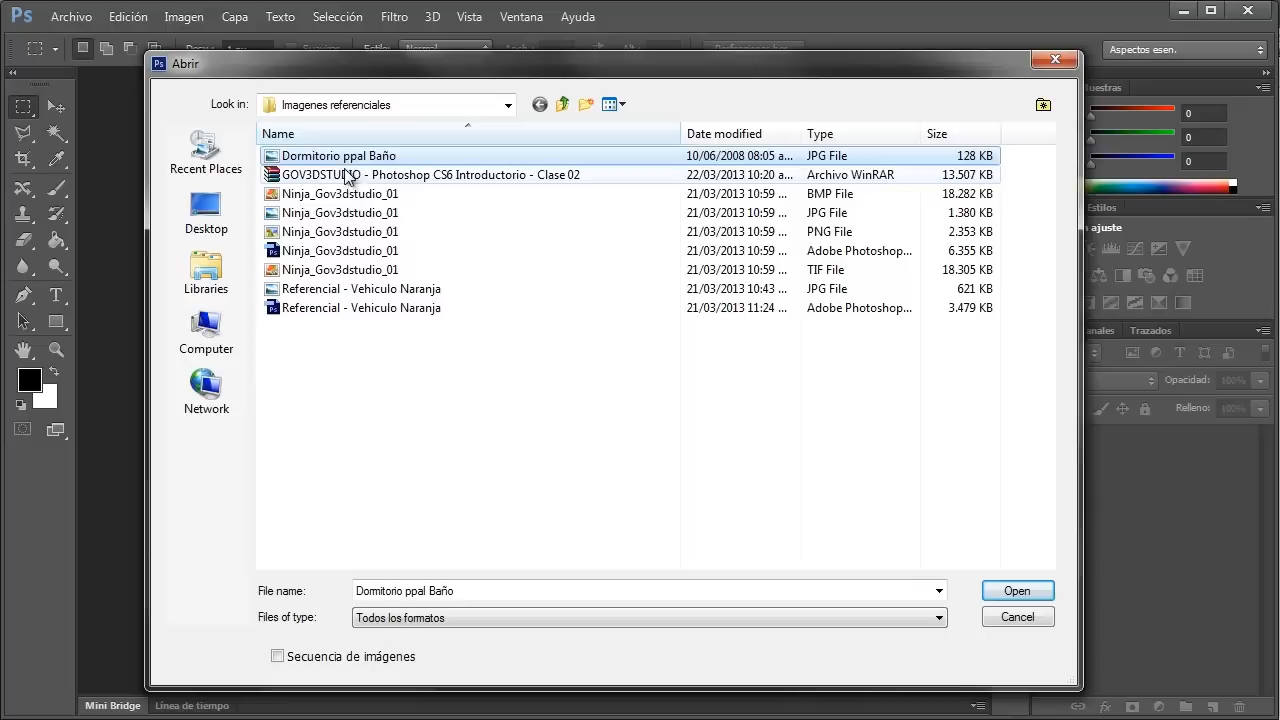 Ps Archivo Edición Imagen Capa Texto Selección Filtro 3D Vista Ventana Ayuda
Aspectos esen.
Ps Abrir
Look in: Imagenes referenciales
Name Date modified Type Size
Recent Places
Desktop
Libraries
Computer
Network
Dormitorio ppal Baño 10/06/2008 08:05 a... JPG File 128 KB
GOV3DSTUDIO - Photoshop CS6 Introductorio - Clase 02 22/03/2013 10:20 a... Archivo WinRAR 13.507 KB
Ninja_Gov3dstudio_01 21/03/2013 10:59 ... BMP File 18.282 KB
Ninja_Gov3dstudio_01 21/03/2013 10:59 ... JPG File 1.380 KB
Ninja_Gov3dstudio_01 21/03/2013 10:59 ... PNG File 2.353 KB
Ninja_Gov3dstudio_01 21/03/2013 10:59 ... Adobe Photoshop... 6.355 KB
Ninja_Gov3dstudio_01 21/03/2013 10:59 ... TIF File 18.305 KB
Referencial - Vehiculo Naranja 21/03/2013 10:43 ... JPG File 621 KB
Referencial - Vehiculo Naranja 21/03/2013 11:24 ... Adobe Photoshop... 3.479 KB
File name: Dormitorio ppal Baño Open
Files of type: Todos los formatos Cancel
Secuencia de imágenes
uestras
0
0
0
Estilos
n ajuste
anales Trazados
Opacidad: 100%
Relleno: 100%
Mini Bridge Línea de tiempo